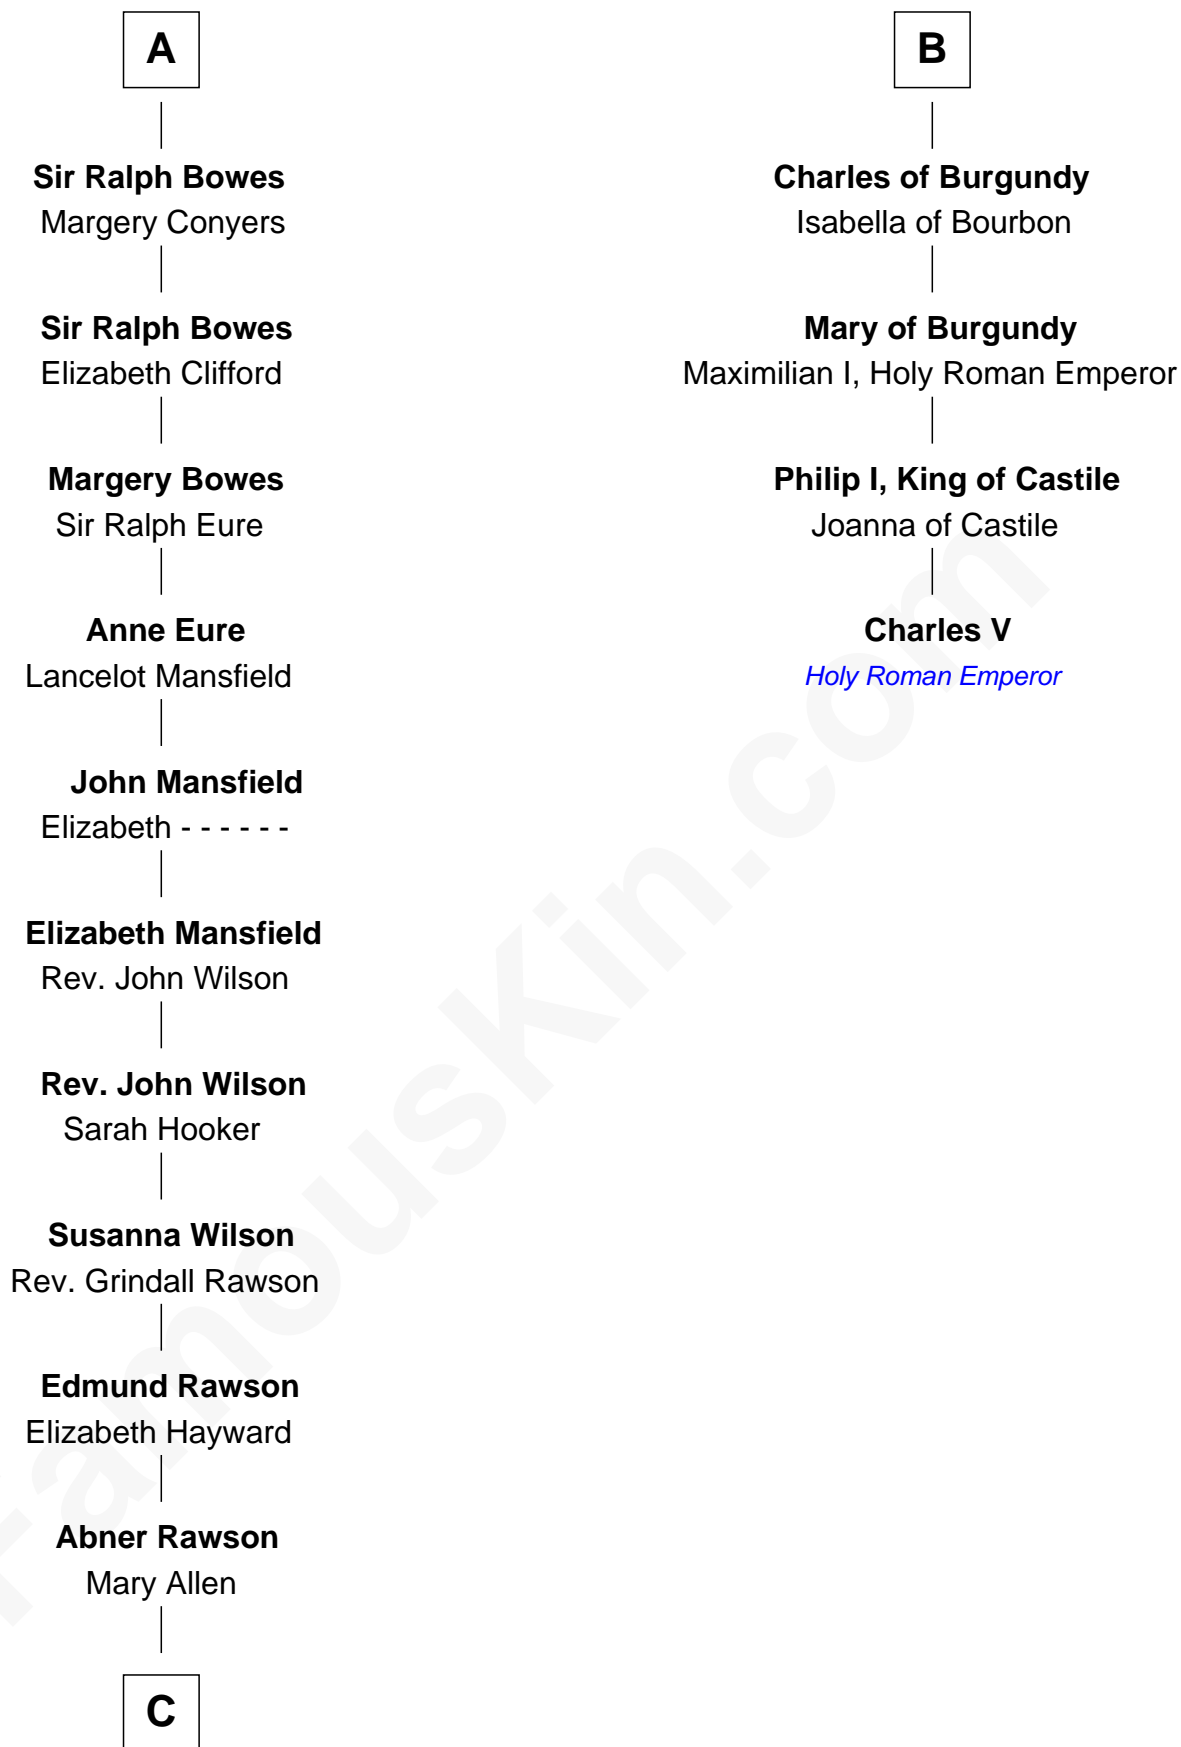 A
Sir Ralph Bowes
Margery Conyers
Sir Ralph Bowes
Elizabeth Clifford
Margery Bowes
Sir Ralph Eure
Anne Eure
Lancelot Mansfield
John Mansfield
Elizabeth - - - - - -
Elizabeth Mansfield
Rev. John Wilson
Rev. John Wilson
Sarah Hooker
Susanna Wilson
Rev. Grindall Rawson
Edmund Rawson
Elizabeth Hayward
Abner Rawson
Mary Allen
C
B
Charles of Burgundy
Isabella of Bourbon
Mary of Burgundy
Maximilian I, Holy Roman Emperor
Philip I, King of Castile
Joanna of Castile
Charles V
Holy Roman Emperor
FamousKin.com